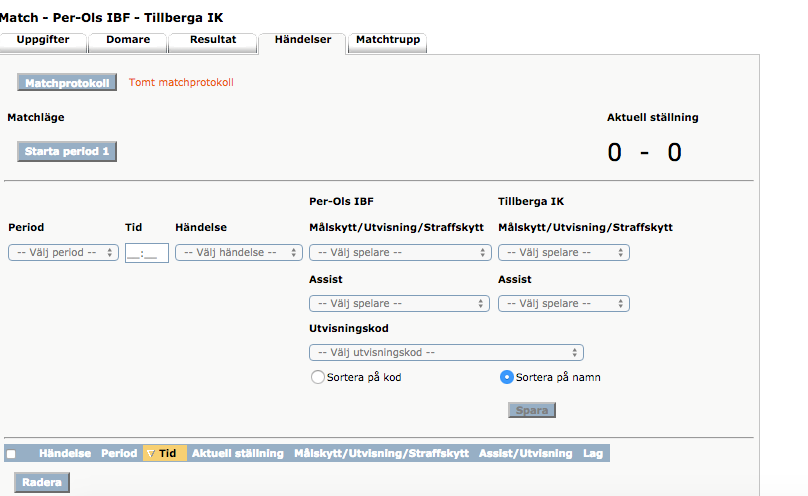 Match - Per-Ols IBF - Tillberga IK
Uppgifter Domare Resultat Händelser Matchtrupp
Matchprotokoll Tomt matchprotokoll
Matchläge Aktuell ställning
Starta period 1 0 - 0
Per-Ols IBF Tillberga IK
Period Tid Händelse Målskytt/Utvisning/Straffskytt Målskytt/Utvisning/Straffskytt
-- Välj period -- __:__ -- Välj händelse -- -- Välj spelare -- -- Välj spelare --
Assist Assist
-- Välj spelare -- -- Välj spelare --
Utvisningskod
-- Välj utvisningskod --
Sortera på kod Sortera på namn
Spara
Händelse Period Tid Aktuell ställning Målskytt/Utvisning/Straffskytt Assist/Utvisning Lag
Radera